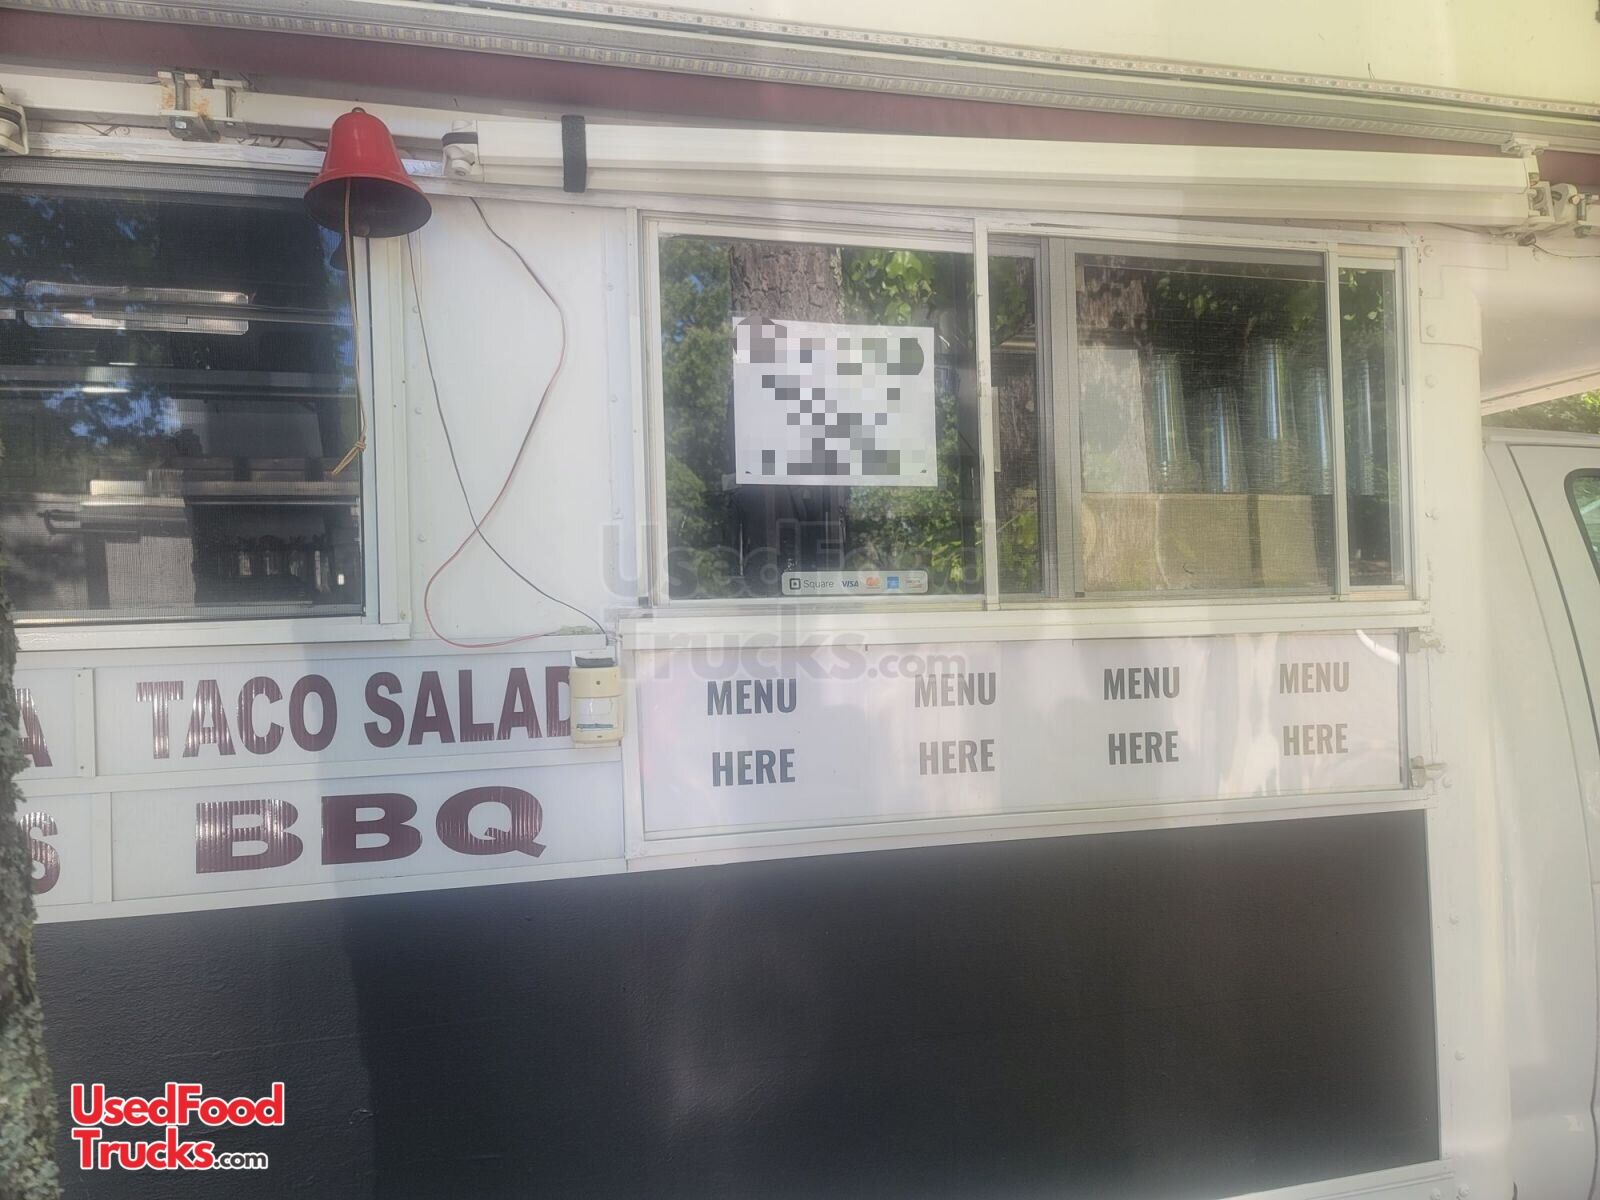 Square VISA
UsedFood
Trucks.com
A TACO SALAD
S BBQ
MENU MENU MENU MENU
HERE HERE HERE HERE
UsedFood
Trucks.com